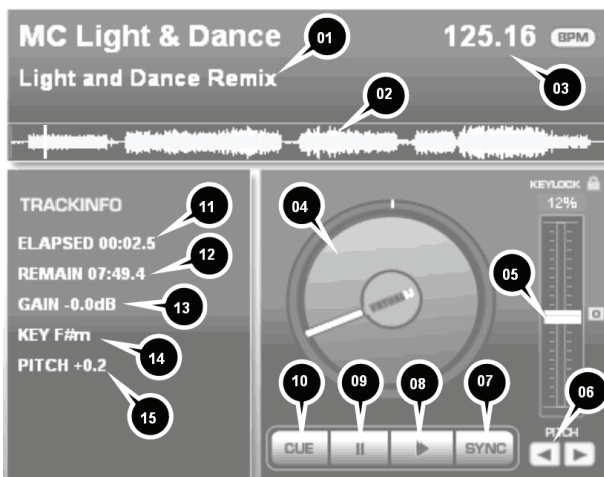 MC Light & Dance
125.16 BPM
Light and Dance Remix
01
02
03
TRACKINFO
ELAPSED 00:02.5
REMAIN 07:49.4
GAIN -0.0dB
KEY F#m
PITCH +0.2
11
12
13
14
15
04
VIRTUAL DJ
KEYLOCK
12%
05
10
09
08
07
06
CUE
SYNC
PITCH